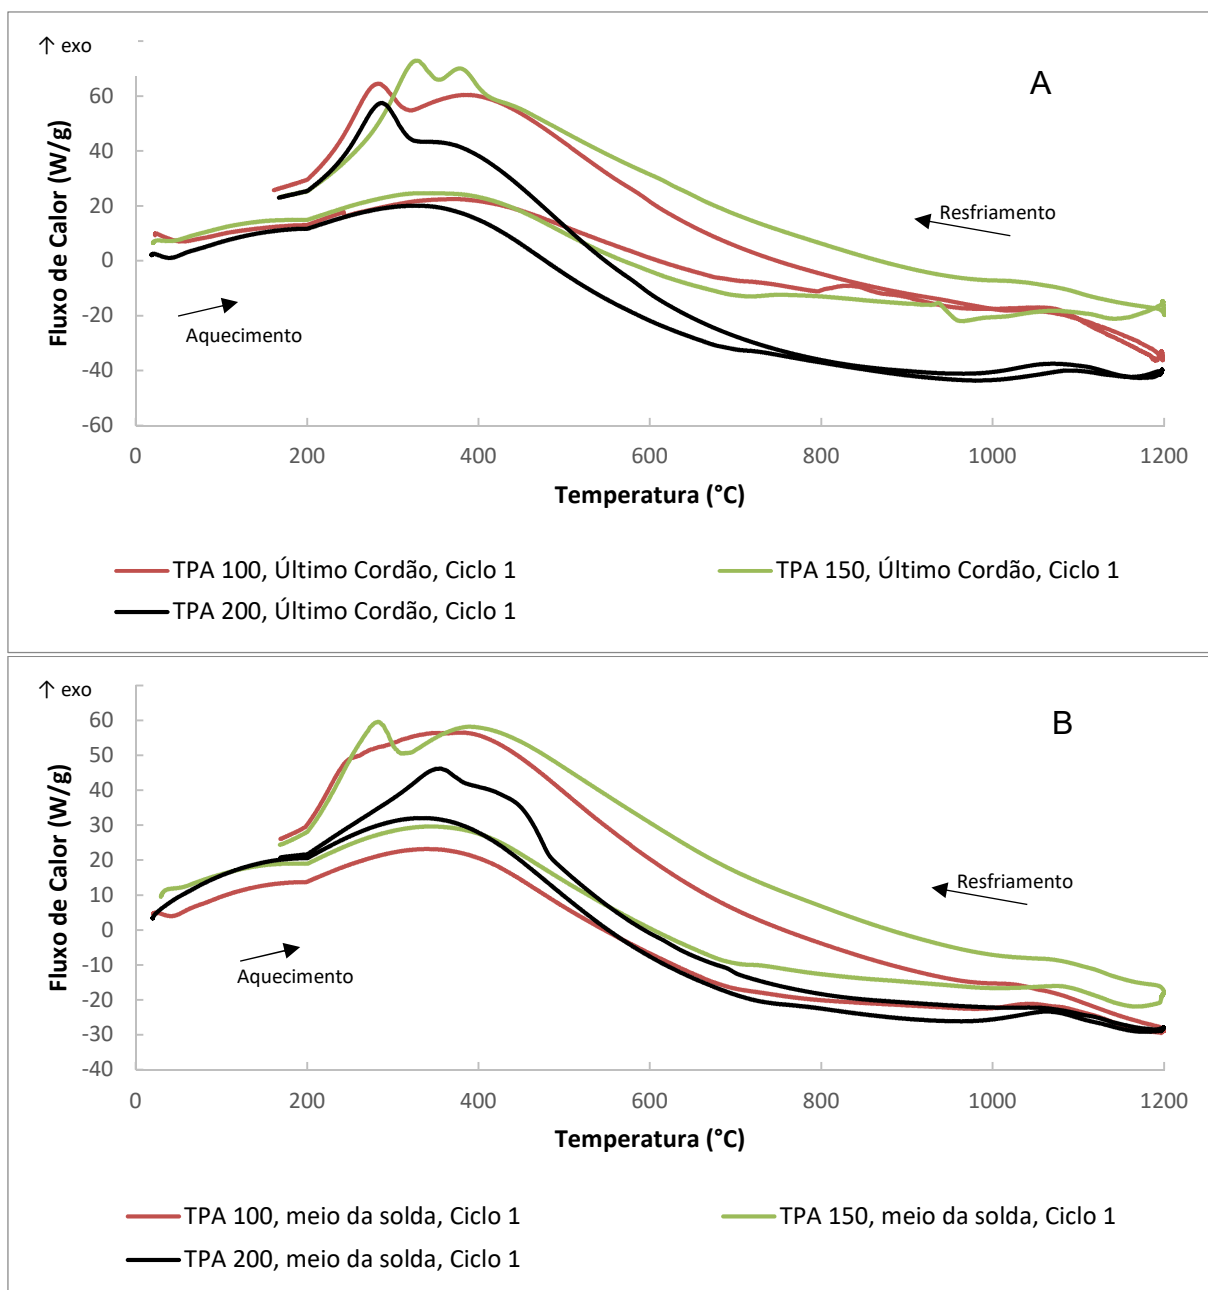 ↑ exo
A
Fluxo de Calor (W/g)
60
40
20
0
-20
-40
-60
Resfriamento
Aquecimento
0 200 400 600 800 1000 1200
Temperatura (°C)
TPA 100, Último Cordão, Ciclo 1
TPA 150, Último Cordão, Ciclo 1
TPA 200, Último Cordão, Ciclo 1
↑ exo
B
Fluxo de Calor (W/g)
60
50
40
30
20
10
0
-10
-20
-30
-40
Resfriamento
Aquecimento
0 200 400 600 800 1000 1200
Temperatura (°C)
TPA 100, meio da solda, Ciclo 1
TPA 150, meio da solda, Ciclo 1
TPA 200, meio da solda, Ciclo 1